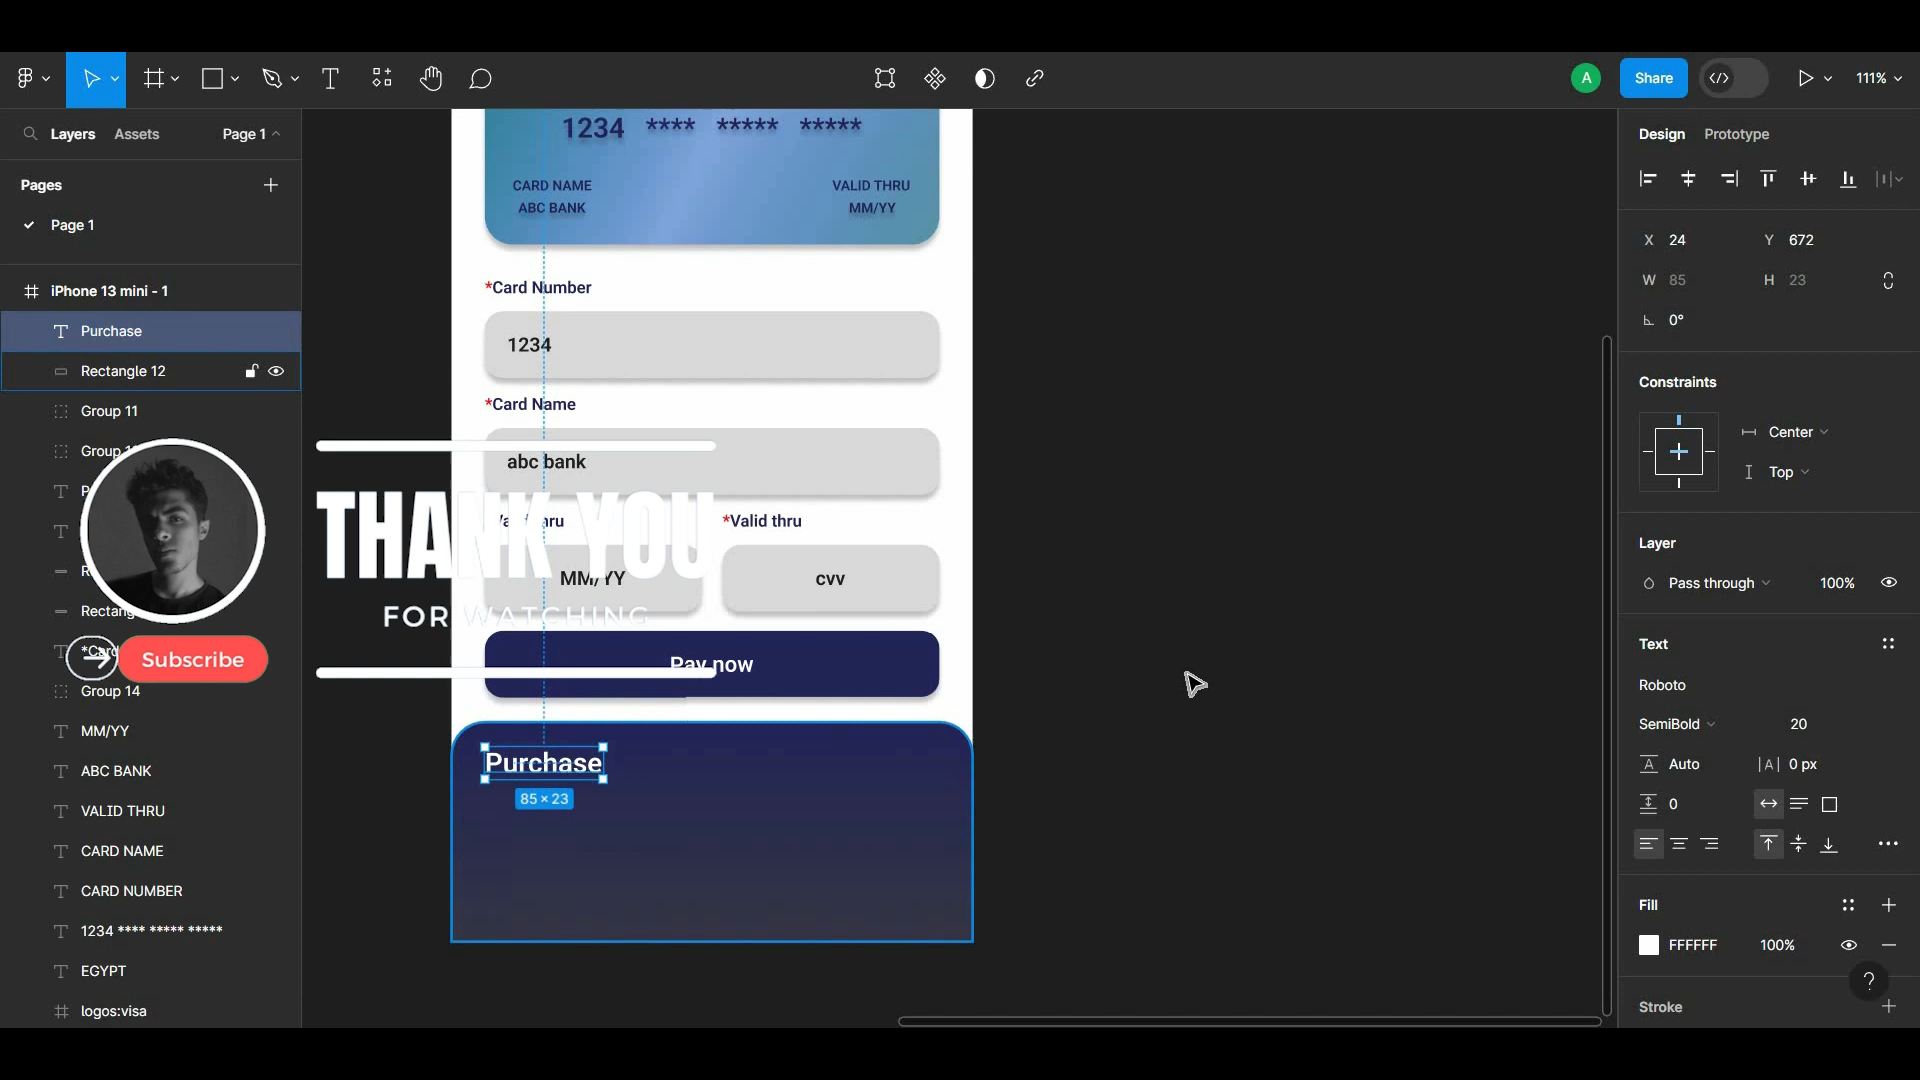 A
Share
111%
Layers
Assets
Page 1
Pages
Page 1
iPhone 13 mini - 1
Purchase
Rectangle 12
Group 11
Group
Rectang
*Card
Group 14
MM/YY
ABC BANK
VALID THRU
CARD NAME
CARD NUMBER
1234 **** ***** *****
EGYPT
logos:visa
Subscribe
1234 **** ***** *****
CARD NAME
VALID THRU
ABC BANK
MM/YY
*Card Number
1234
*Card Name
abc bank
THANK YOU
FOR WATCHING
*Valid thru
MM/YY
cvv
Pay now
Purchase
85 × 23
Design
Prototype
X 24
Y 672
W 85
H 23
0°
Constraints
Center
Top
Layer
Pass through
100%
Text
Roboto
SemiBold
20
A Auto
|A| 0 px
0
Fill
FFFFFF
100%
?
Stroke